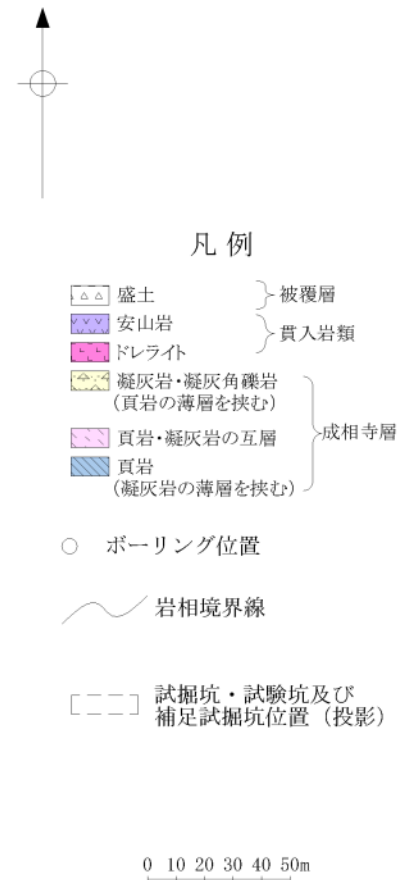 凡 例
盛土
被覆層
安山岩
貫入岩類
ドレライト
凝灰岩・凝灰角礫岩
(頁岩の薄層を挟む)
成相寺層
頁岩・凝灰岩の互層
頁岩
(凝灰岩の薄層を挟む)
ボーリング位置
岩相境界線
試掘坑・試験坑及び
補足試掘坑位置（投影）
0 10 20 30 40 50m